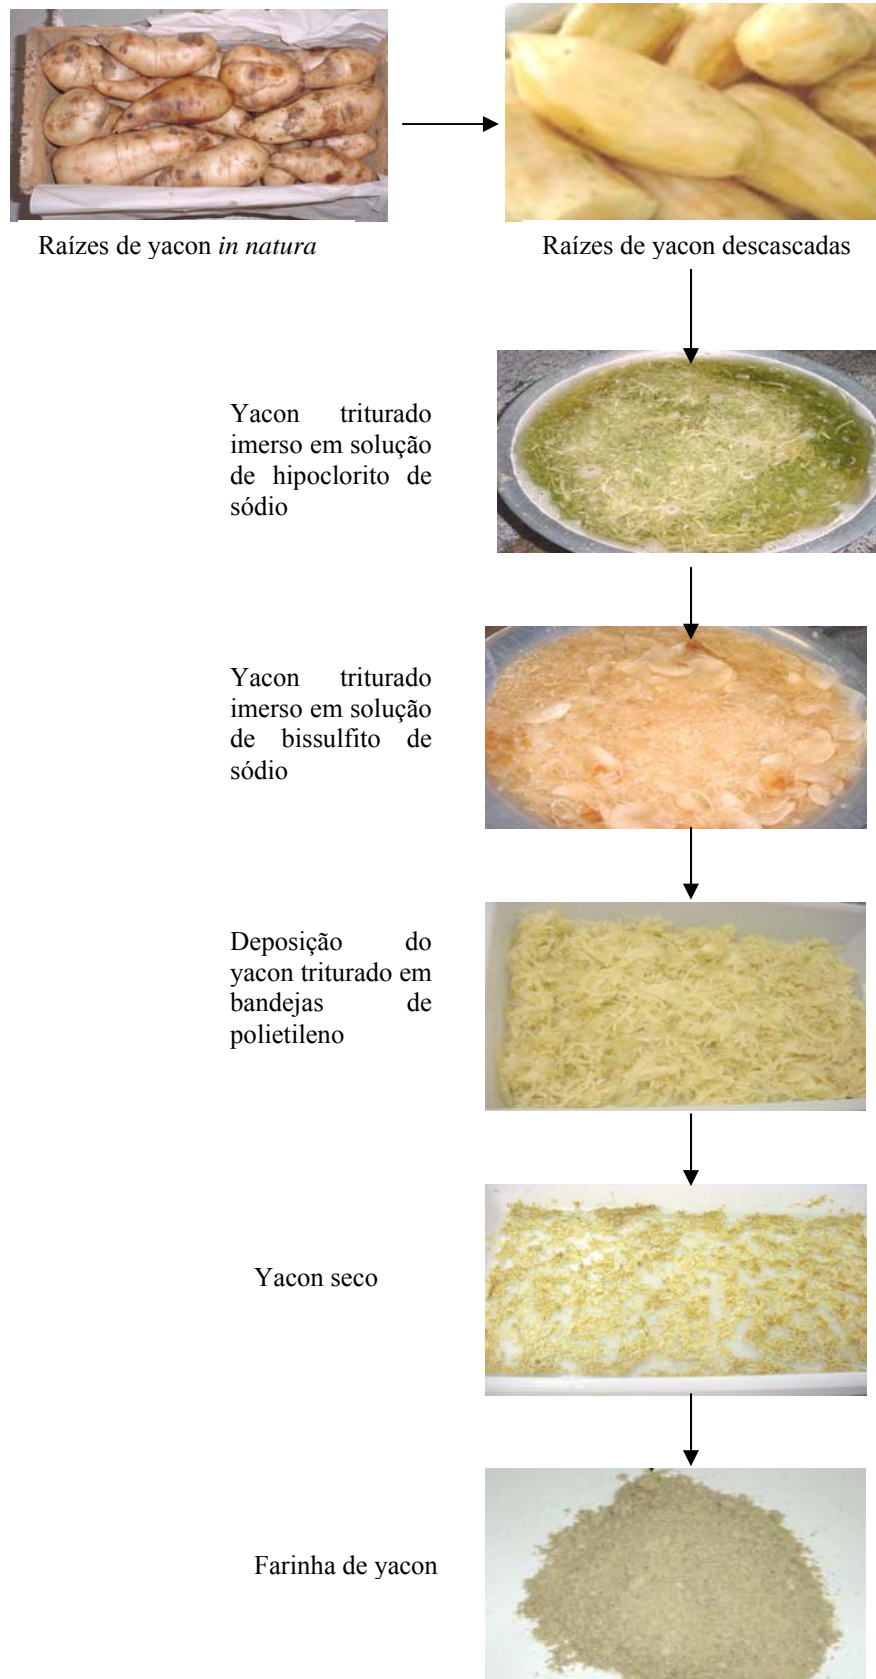 Raízes de yacon in natura
Raízes de yacon descascadas
Yacon triturado
imerso em solução
de hipoclorito de
sódio
Yacon triturado
imerso em solução
de bissulfito de
sódio
Deposição do
yacon triturado em
bandejas de
polietileno
Yacon seco
Farinha de yacon